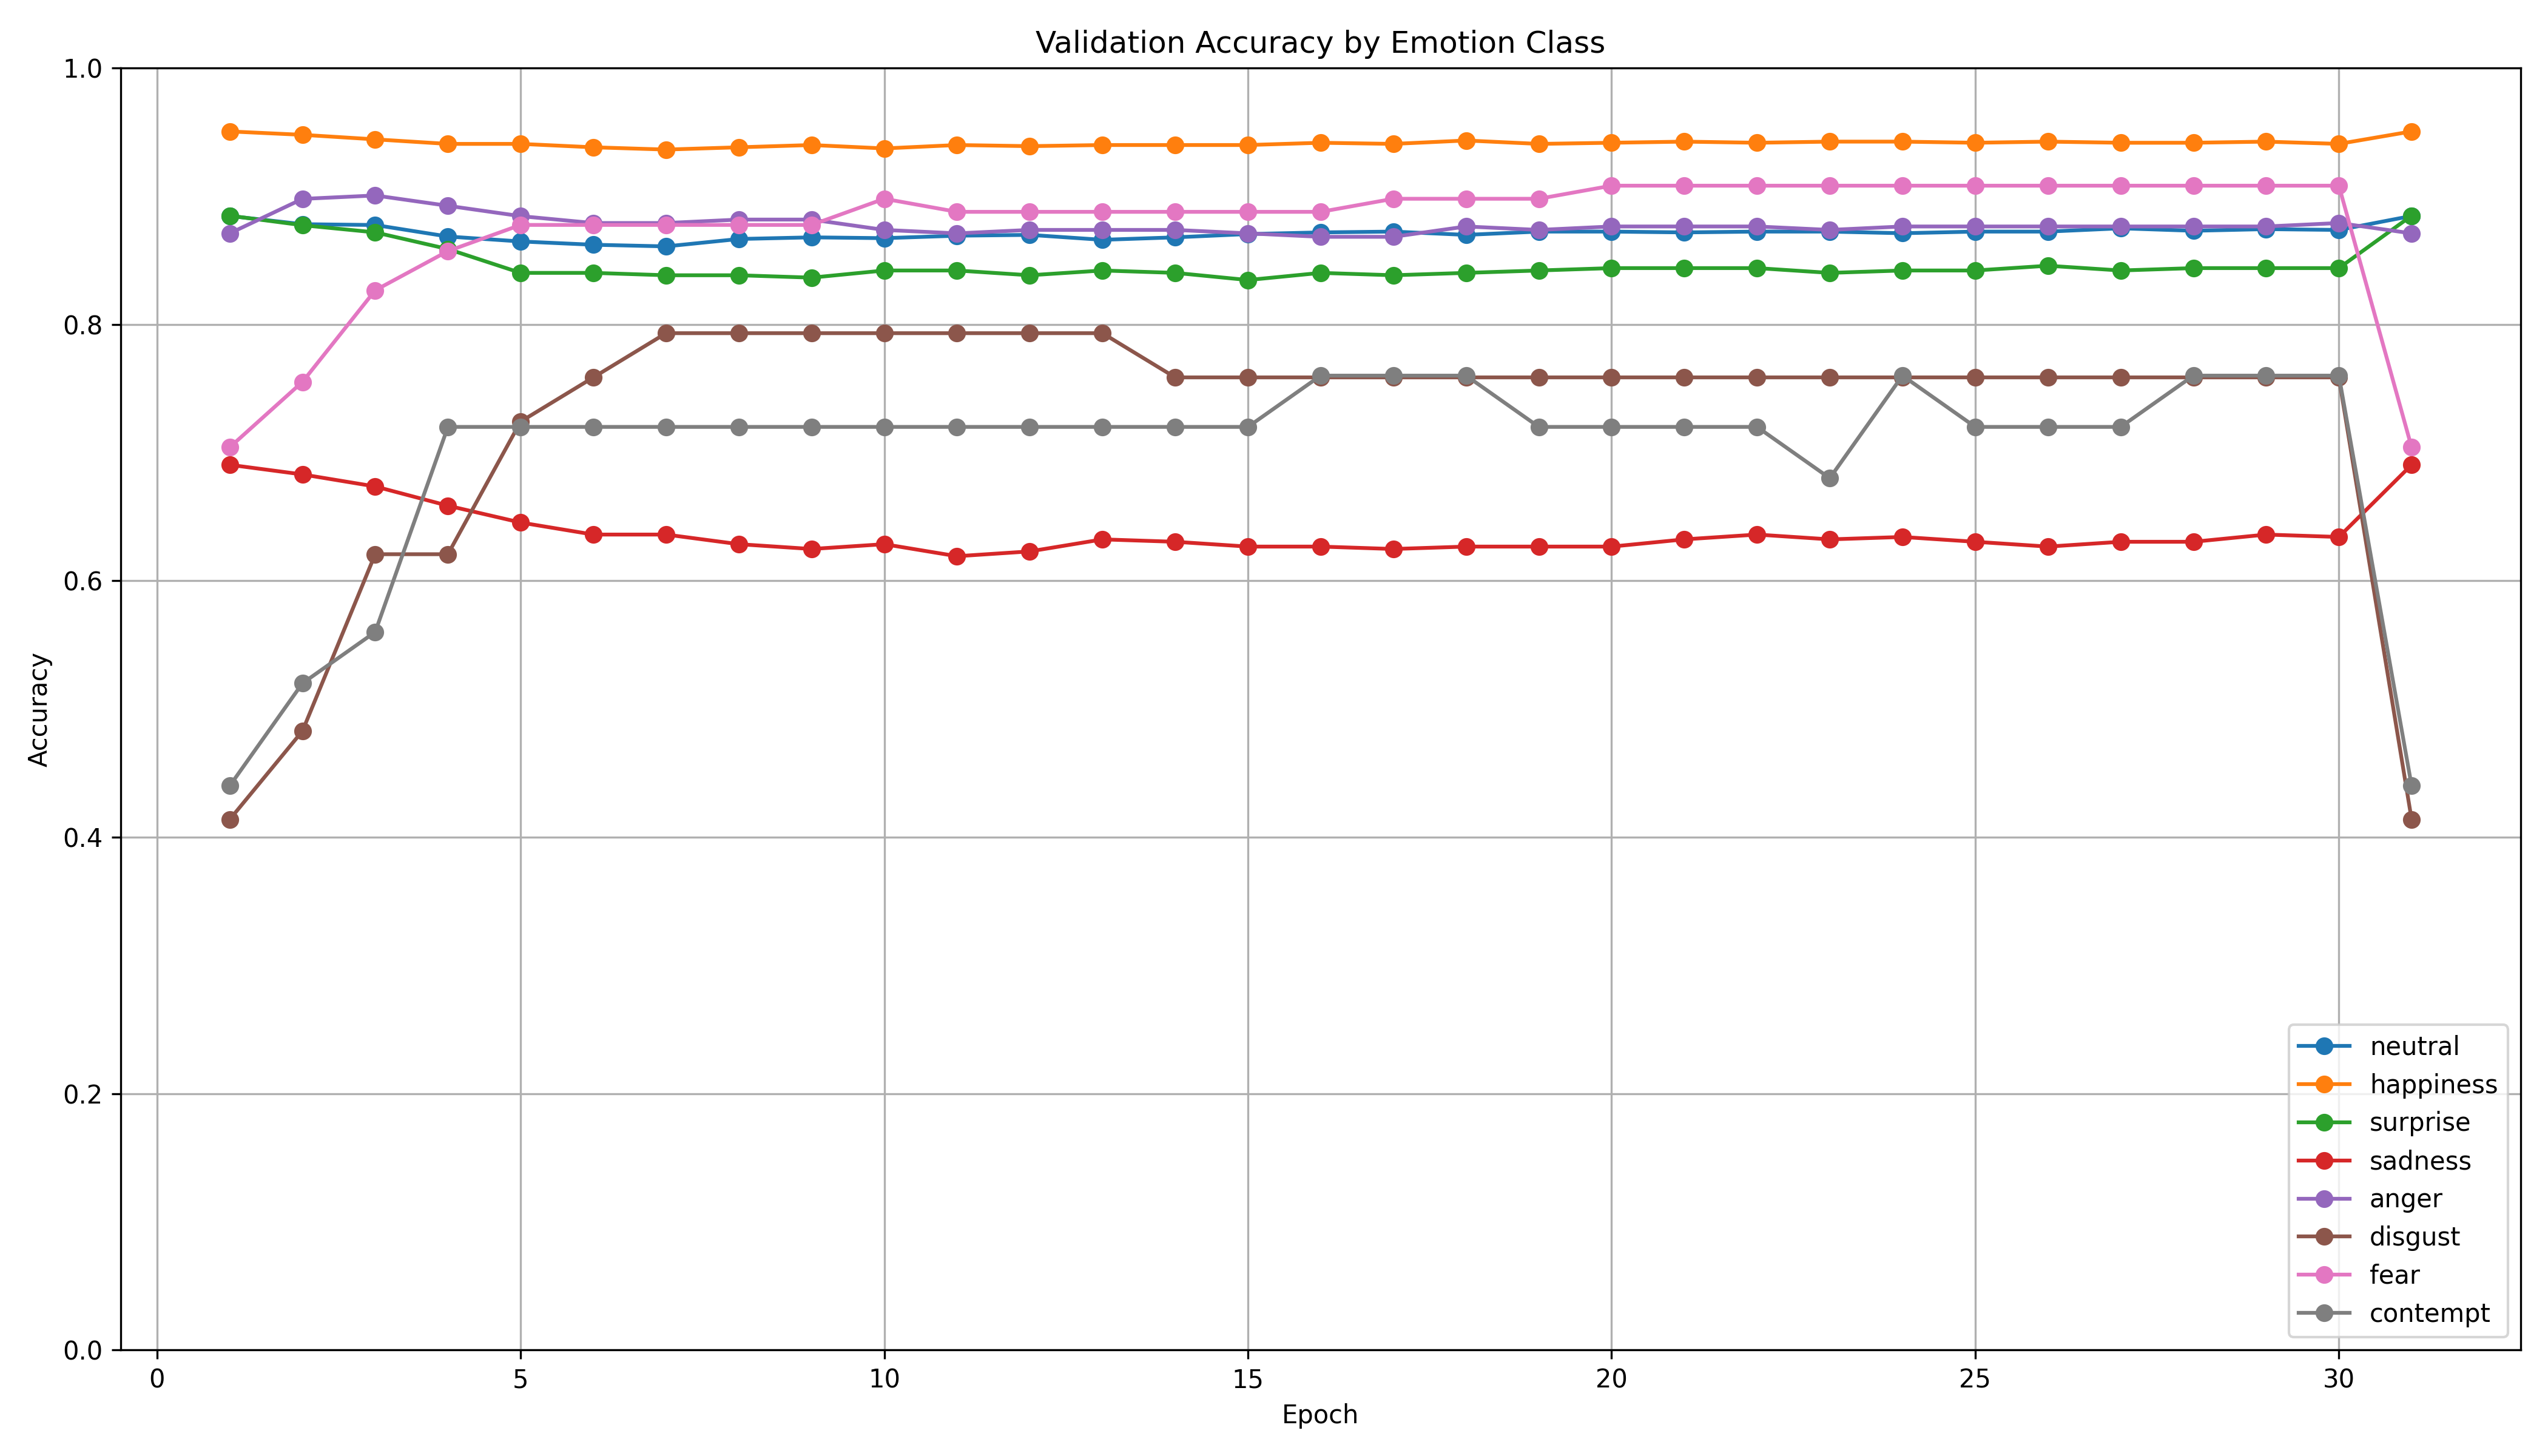 Validation Accuracy by Emotion Class
1.0
0.8
0.6
0.4
0.2
0.0
Accuracy
0 5 10 15 20 25 30
Epoch
neutral
happiness
surprise
sadness
anger
disgust
fear
contempt